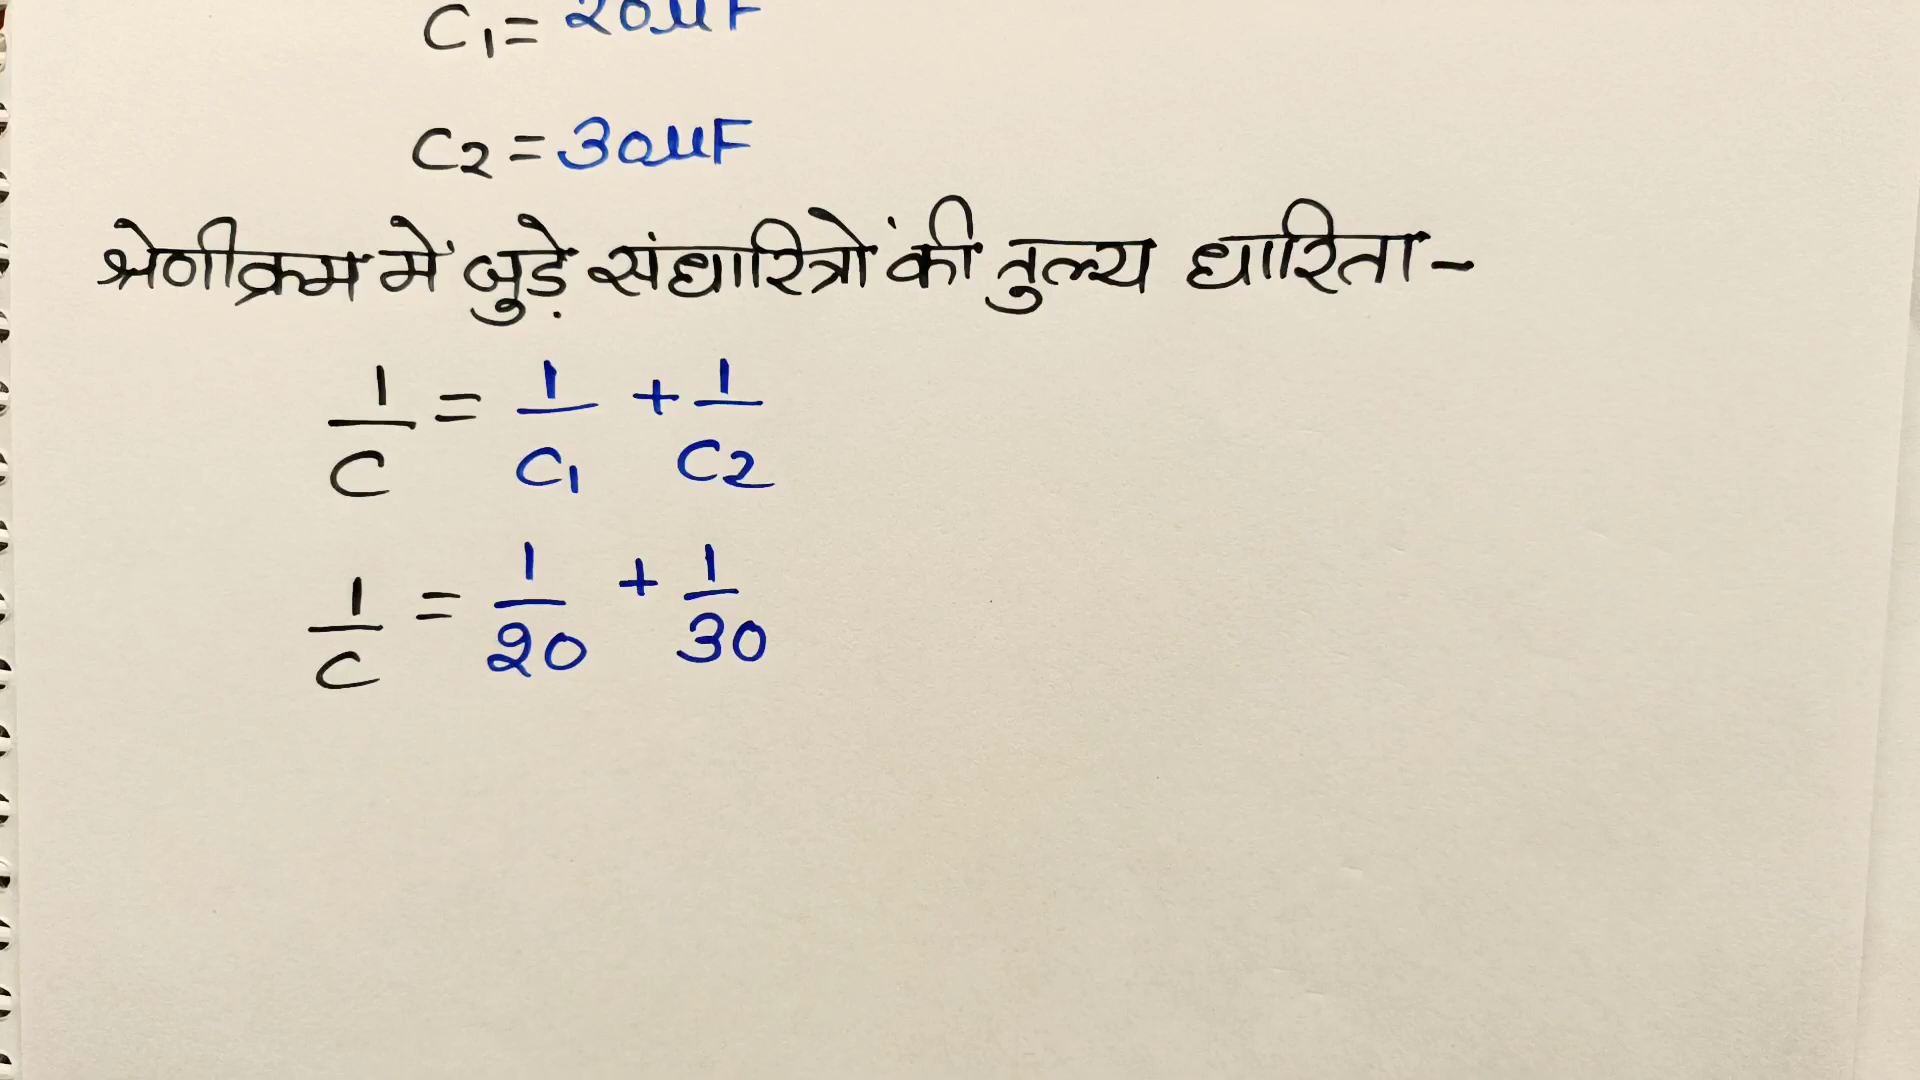 C₁ = 20µF
C2 = 30µF
श्रेणीक्रम में जुड़े संधारित्रों की तुल्य धारिता -
1/C = 1/C₁ + 1/C2
1/C = 1/20 + 1/30